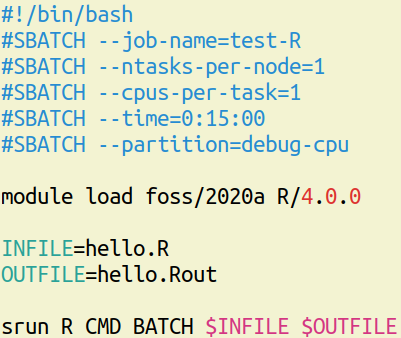 #!/bin/bash
#SBATCH --job-name=test-R
#SBATCH --ntasks-per-node=1
#SBATCH --cpus-per-task=1
#SBATCH --time=0:15:00
#SBATCH --partition=debug-cpu
module load foss/2020a R/4.0.0
INFILE=hello.R
OUTFILE=hello.Rout
srun R CMD BATCH $INFILE $OUTFILE